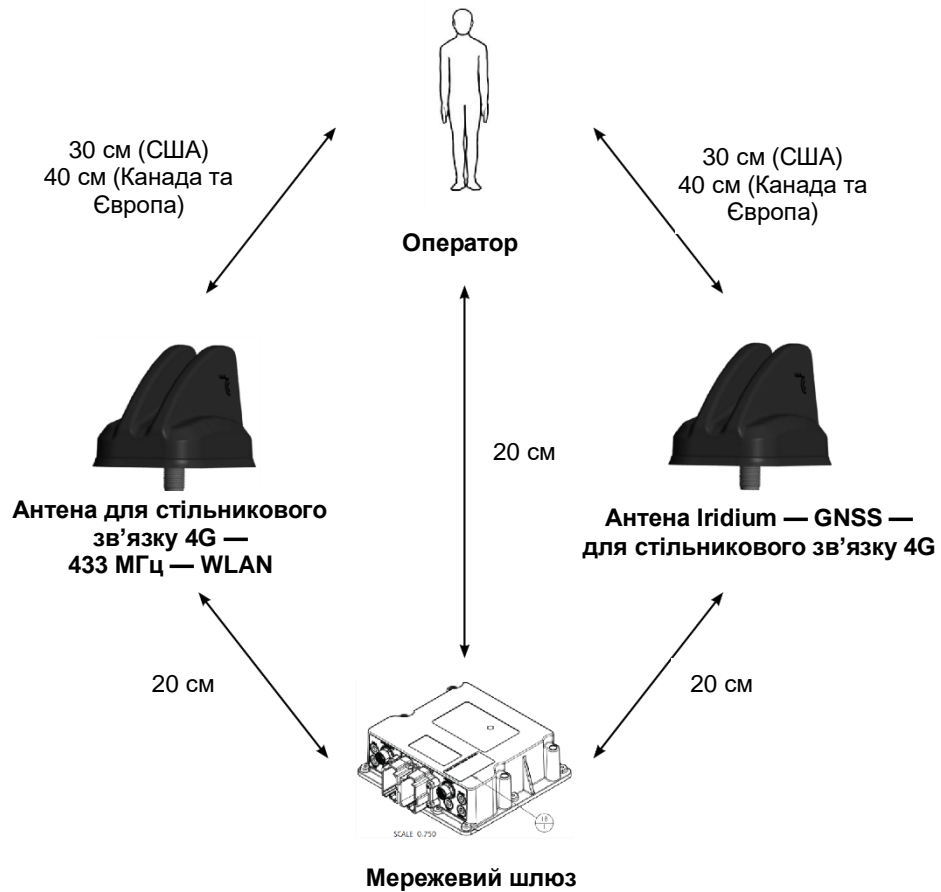 30 см (США)
40 см (Канада та
Європа)
30 см (США)
40 см (Канада та
Європа)
Оператор
20 см
Антена для стільникового
зв’язку 4G —
433 МГц — WLAN
Антена Iridium — GNSS —
для стільникового зв’язку 4G
20 см
20 см
SCALE 0.750
18
1
Мережевий шлюз